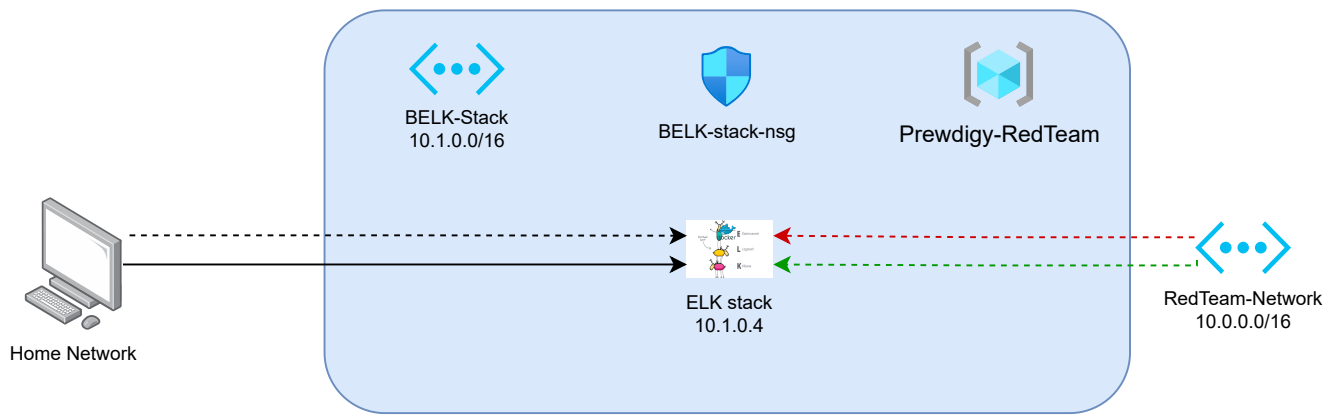 BELK-Stack
10.1.0.0/16
BELK-stack-nsg
Prewdigy-RedTeam
E
L
K
ELK stack
10.1.0.4
Home Network
RedTeam-Network
10.0.0.0/16